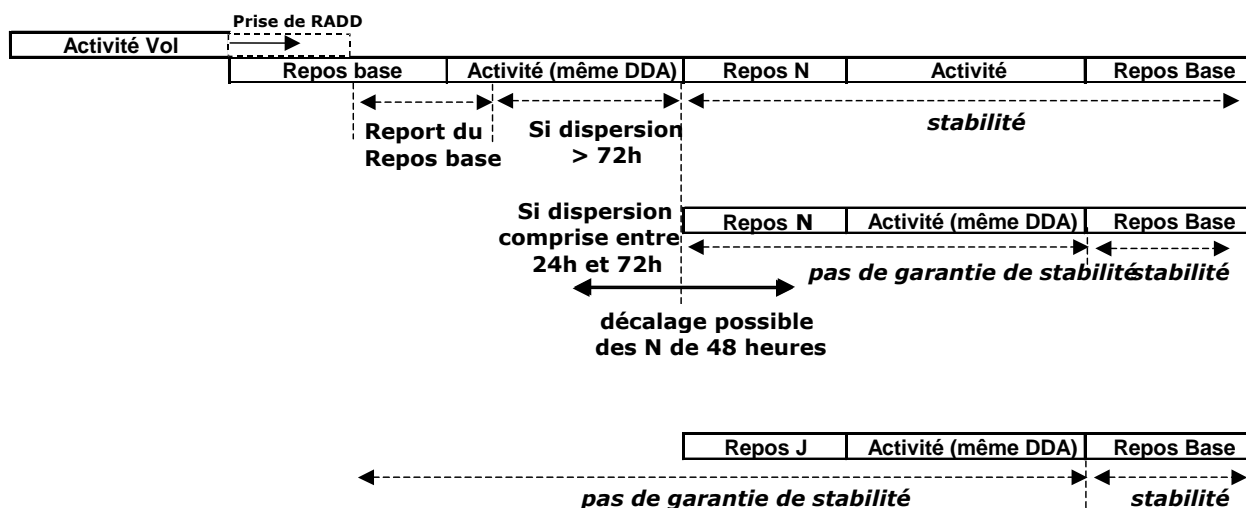 Prise de RADD
Activité Vol
Repos base Activité (même DDA) Repos N Activité Repos Base
Report du
Repos base
Si dispersion
> 72h
stabilité
Si dispersion
comprise entre
24h et 72h
Repos N Activité (même DDA) Repos Base
pas de garantie de stabilité stabilité
décalage possible
des N de 48 heures
Repos J Activité (même DDA) Repos Base
pas de garantie de stabilité stabilité